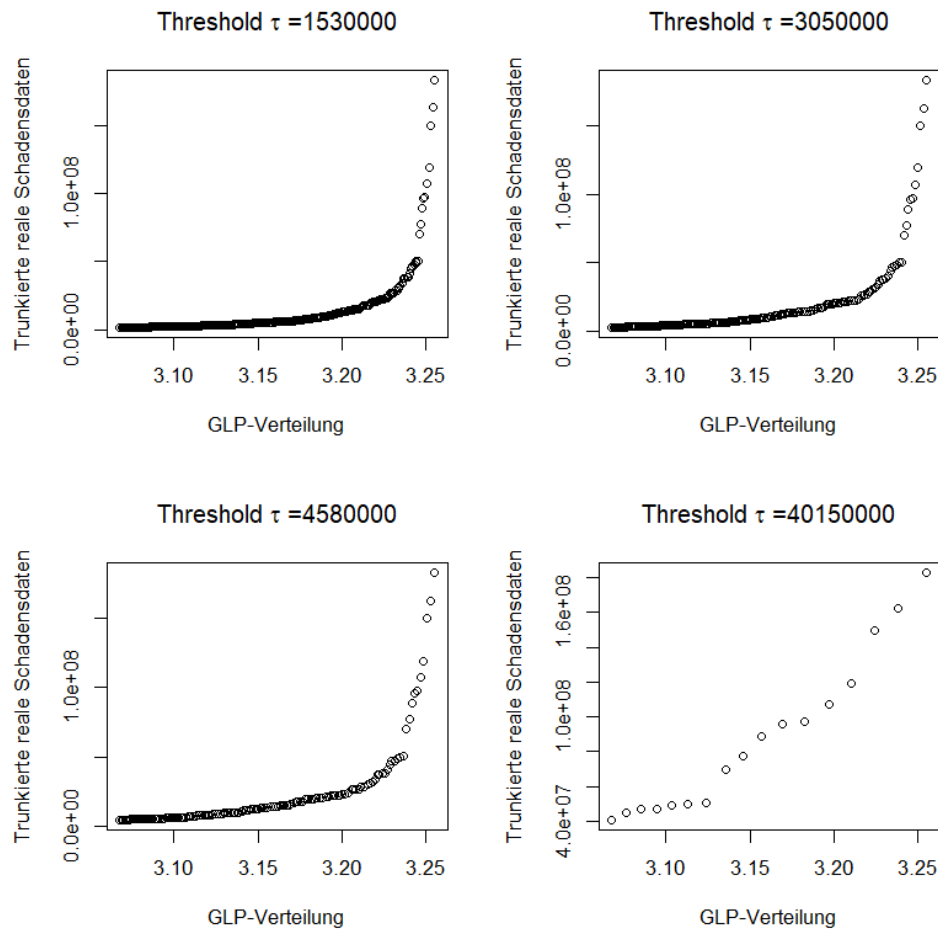 Threshold τ =1530000
Trunkierte reale Schadensdaten
0.0e+00
1.0e+08
3.10 3.15 3.20 3.25
GLP-Verteilung
Threshold τ =3050000
Trunkierte reale Schadensdaten
0.0e+00
1.0e+08
3.10 3.15 3.20 3.25
GLP-Verteilung
Threshold τ =4580000
Trunkierte reale Schadensdaten
0.0e+00
1.0e+08
3.10 3.15 3.20 3.25
GLP-Verteilung
Threshold τ =40150000
Trunkierte reale Schadensdaten
4.0e+07
1.0e+08
1.6e+08
3.10 3.15 3.20 3.25
GLP-Verteilung